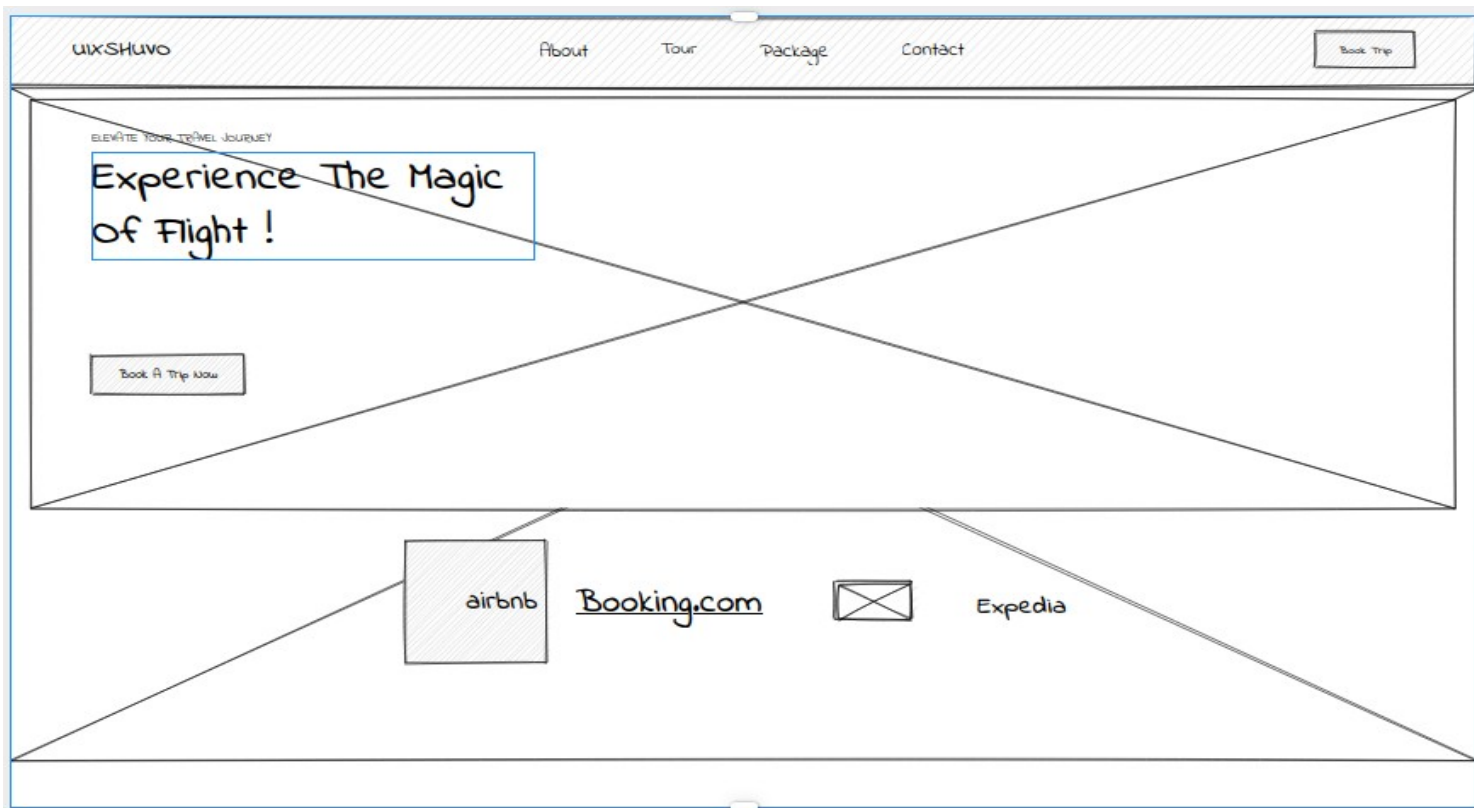 UIXSHUVO
About
Tour
Package
Contact
Book Trip
ELEVATE YOUR TRAVEL JOURNEY
Experience The Magic
Of Flight !
Book A Trip Now
airbnb
Booking.com
Expedia